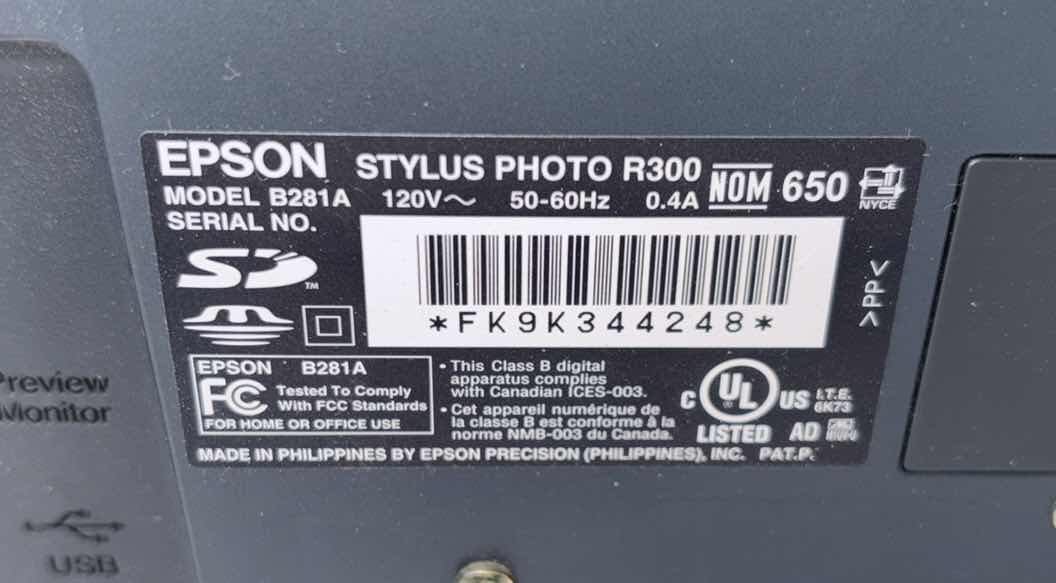 EPSON STYLUS PHOTO R300 NOM 650 NYCE
MODEL B281A 120V～ 50-60Hz 0.4A
SERIAL NO.
SD™
*FK9K344248*
>PP<
EPSON B281A
FC Tested To Comply
With FCC Standards
FOR HOME OR OFFICE USE
• This Class B digital
apparatus complies
with Canadian ICES-003.
• Cet appareil numérique de
la classe B est conforme à la
norme NMB-003 du Canada.
C UL® US I.T.E.
6K73
LISTED AD
MADE IN PHILIPPINES BY EPSON PRECISION (PHILIPPINES), INC. PAT.P.
Preview
Monitor
USB